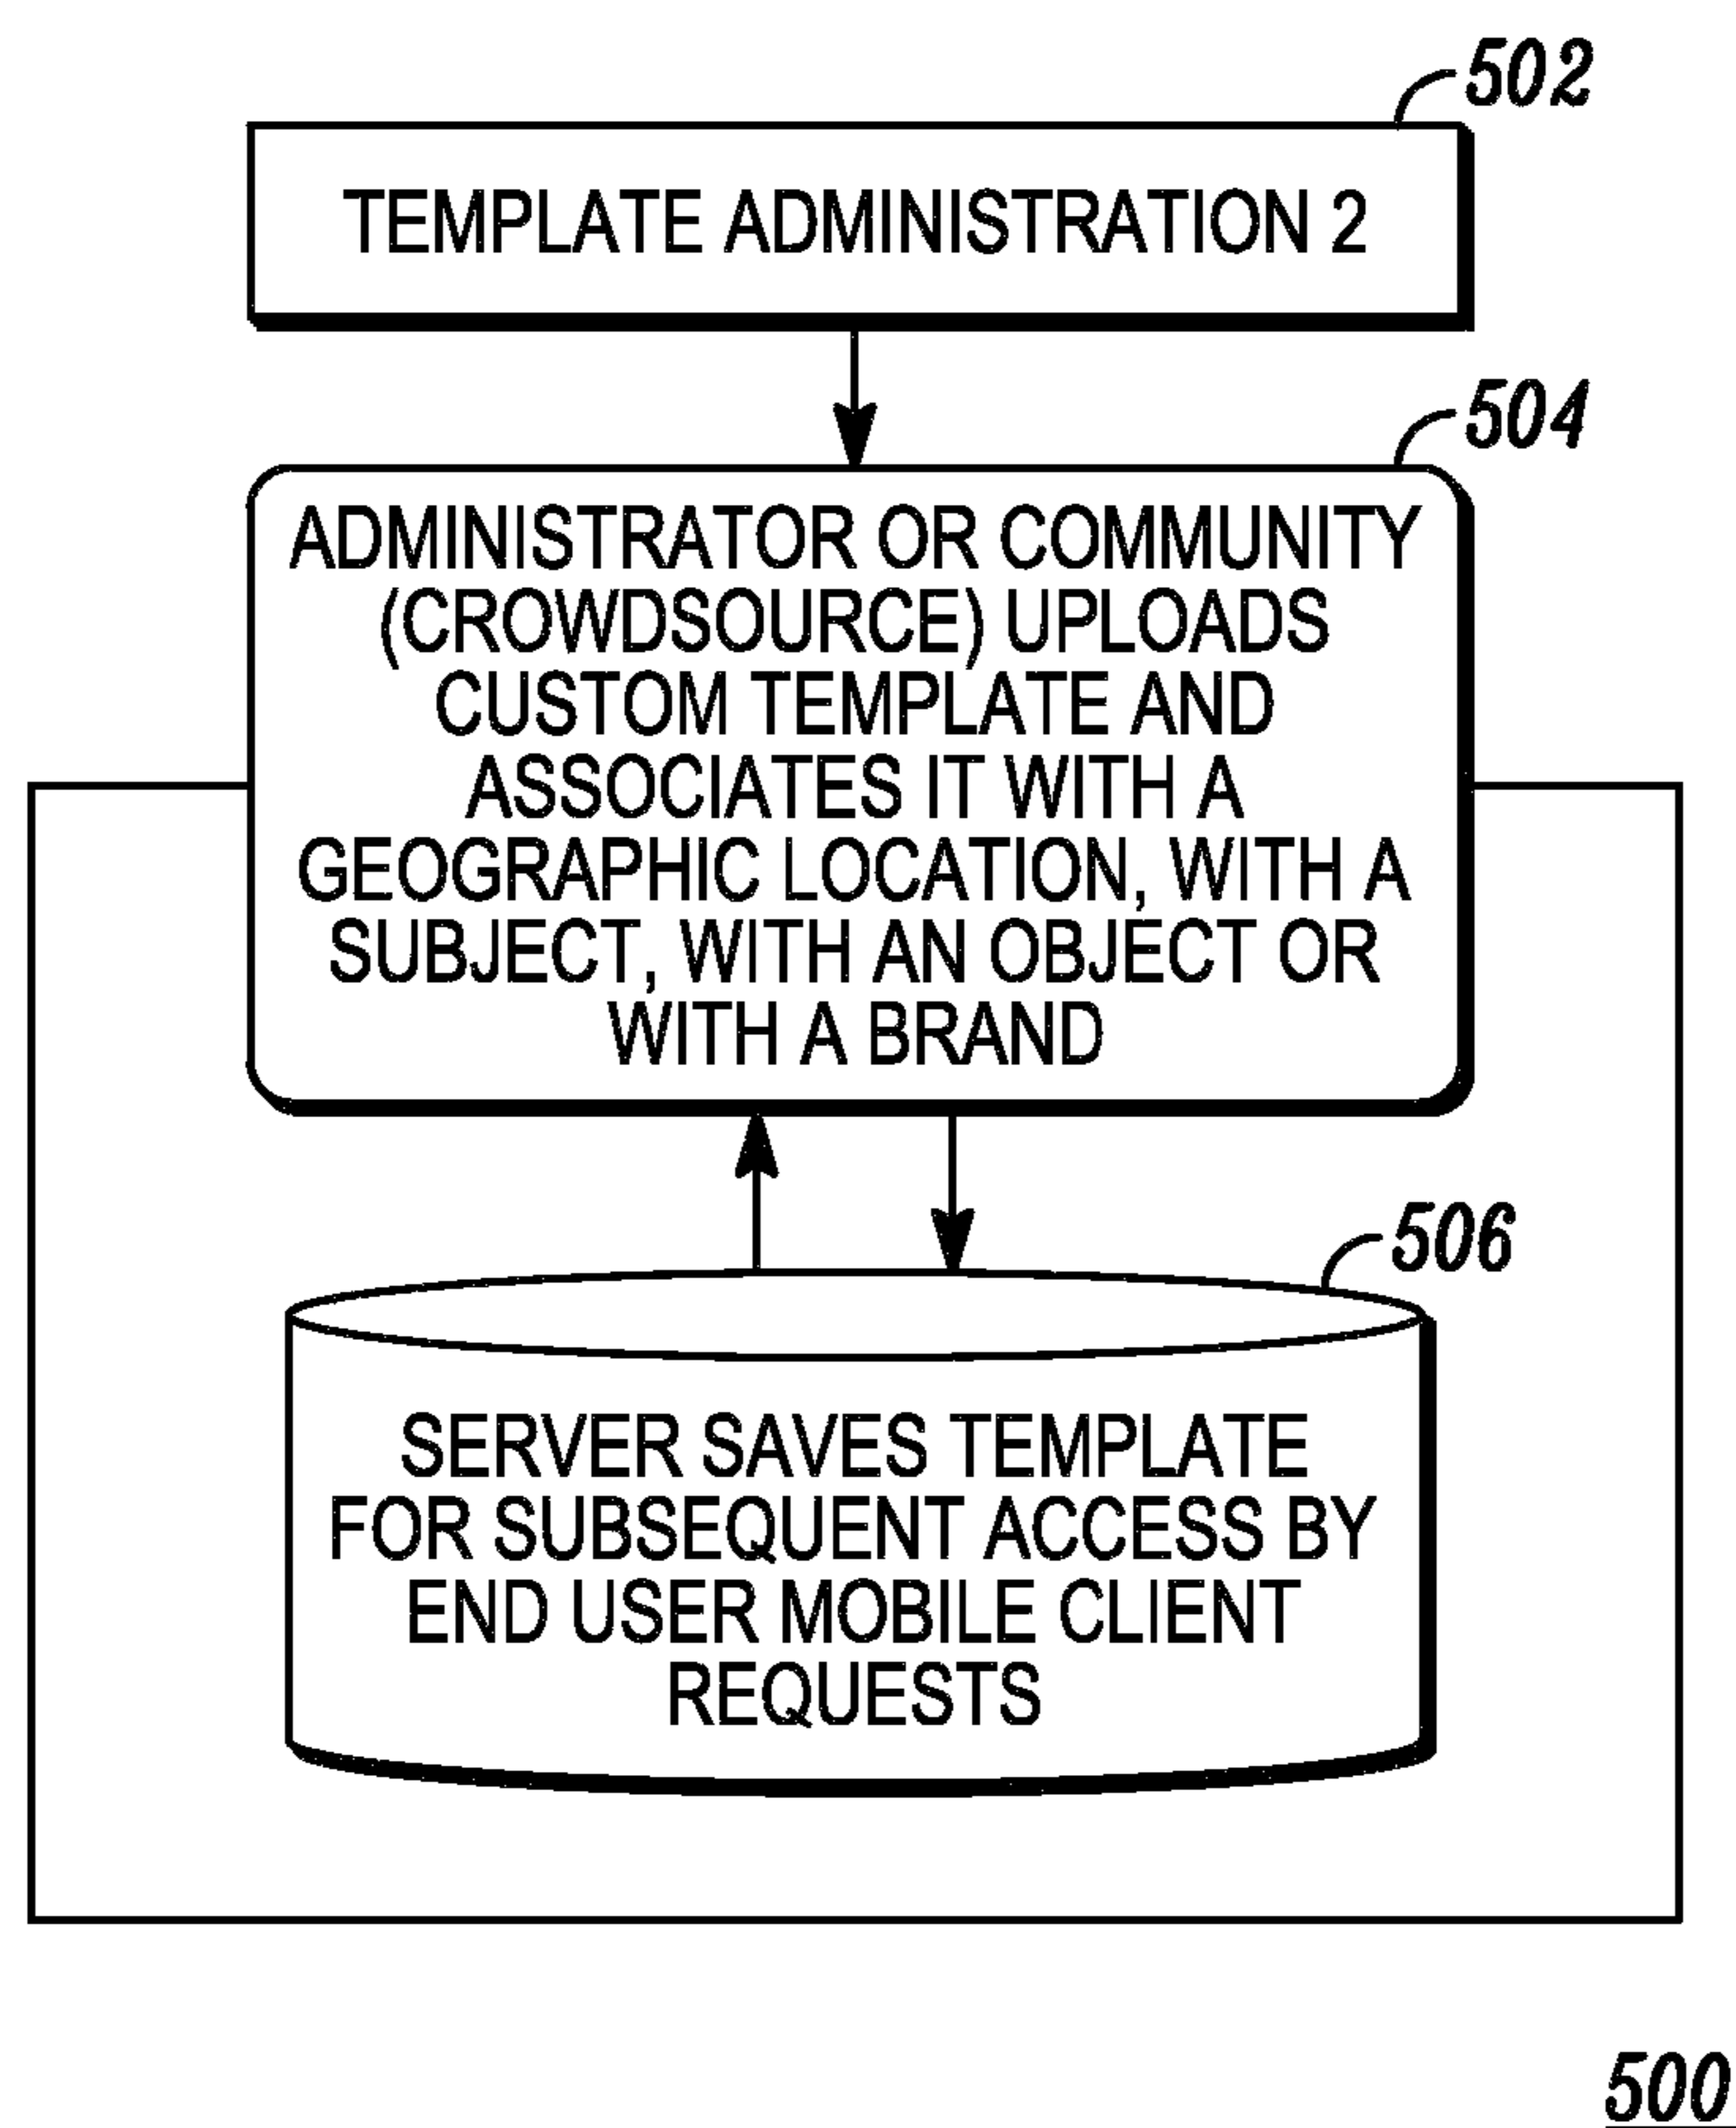 502
TEMPLATE ADMINISTRATION 2
504
ADMINISTRATOR OR COMMUNITY
(CROWDSOURCE) UPLOADS
CUSTOM TEMPLATE AND
ASSOCIATES IT WITH A
GEOGRAPHIC LOCATION, WITH A
SUBJECT, WITH AN OBJECT OR
WITH A BRAND
506
SERVER SAVES TEMPLATE
FOR SUBSEQUENT ACCESS BY
END USER MOBILE CLIENT
REQUESTS
500